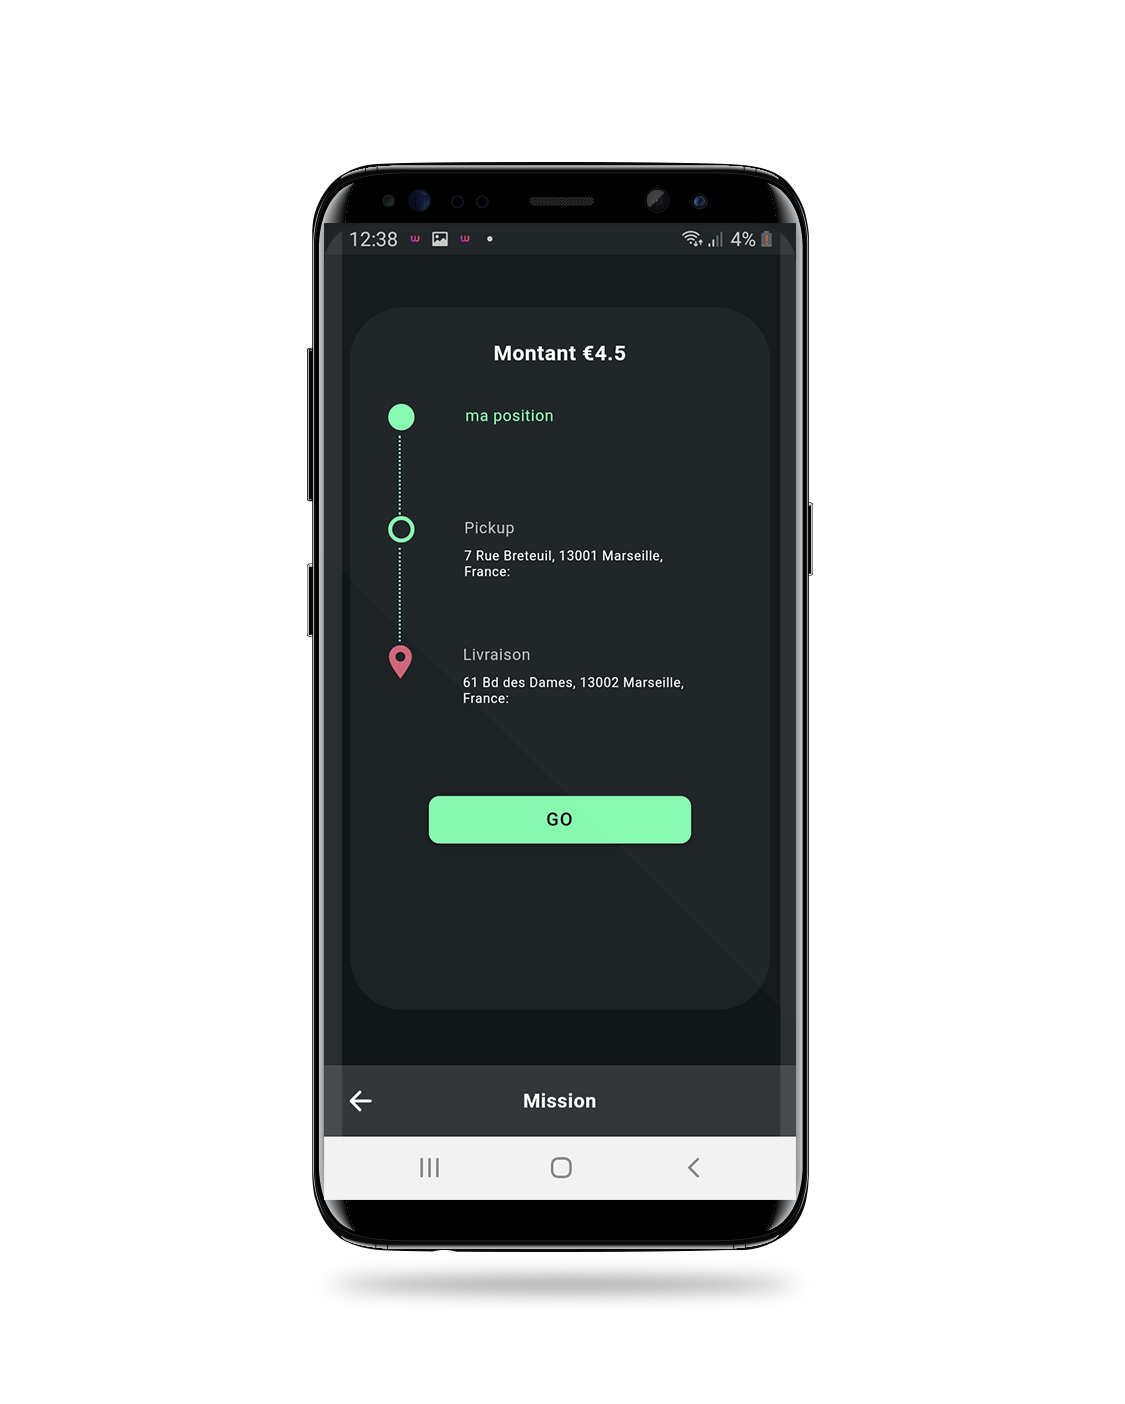 12:38 w w 4%
Montant €4.5
ma position
Pickup
7 Rue Breteuil, 13001 Marseille,
France:
Livraison
61 Bd des Dames, 13002 Marseille,
France:
GO
Mission